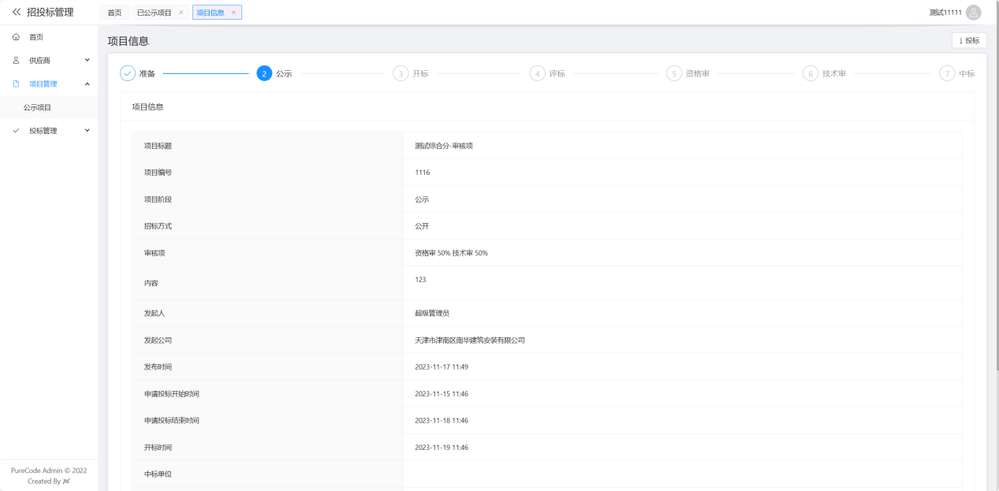 招投标管理 首页 已公示项目 × 项目信息 × 测试11111
首页
供应商
项目管理
公示项目
投标管理
PureCode Admin © 2022
Created By
项目信息 投标
准备 2 公示 3 开标 4 评标 5 资格审 6 技术审 7 中标
项目信息
项目标题 测试综合分-审核项
项目编号 1116
项目阶段 公示
招标方式 公开
审核项 资格审 50% 技术审 50%
内容 123
发起人 超级管理员
发起公司 天津市津南区南华建筑安装有限公司
发布时间 2023-11-17 11:49
申请投标开始时间 2023-11-15 11:46
申请投标结束时间 2023-11-18 11:46
开标时间 2023-11-19 11:46
中标单位